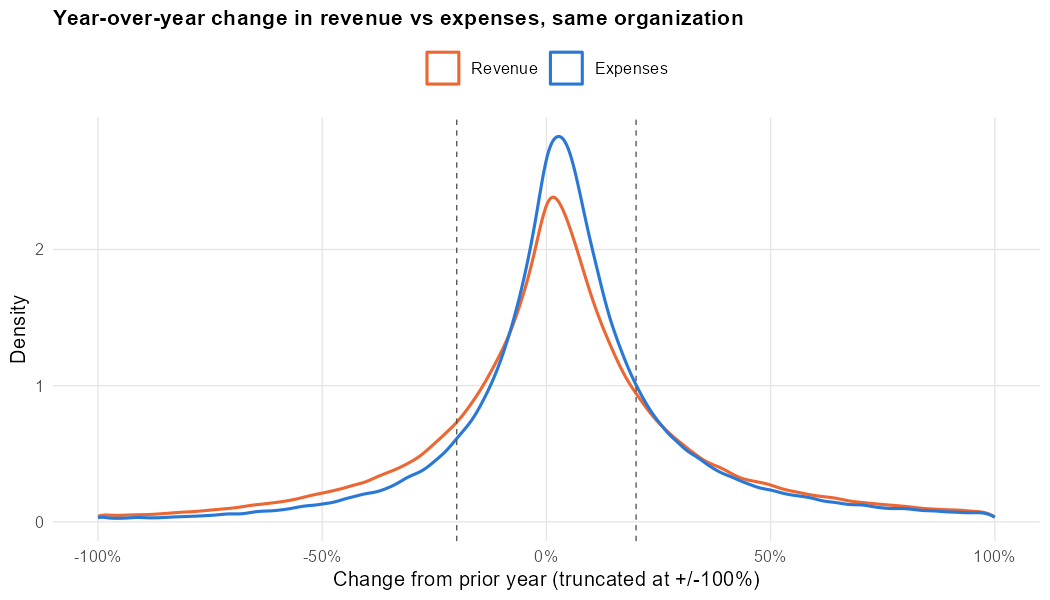 Year-over-year change in revenue vs expenses, same organization
Revenue Expenses
Density
2
1
0
-100% -50% 0% 50% 100%
Change from prior year (truncated at +/-100%)